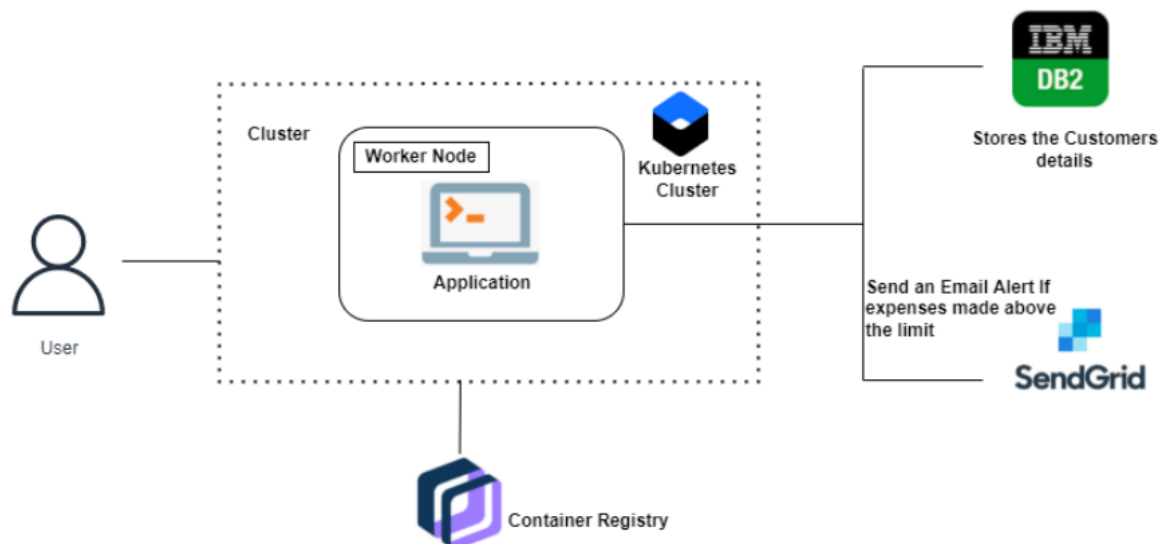 IBM
DB2
Stores the Customers
details
Cluster
Worker Node
Kubernetes
Cluster
Application
User
Send an Email Alert If
expenses made above
the limit
SendGrid
Container Registry